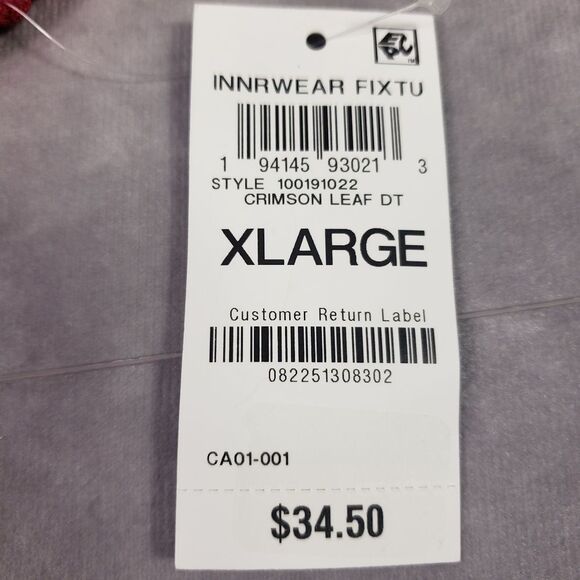 INNRWEAR FIXTU
1 94145 93021 3
STYLE 100191022
CRIMSON LEAF DT
XLARGE
Customer Return Label
082251308302
CA01-001
$34.50